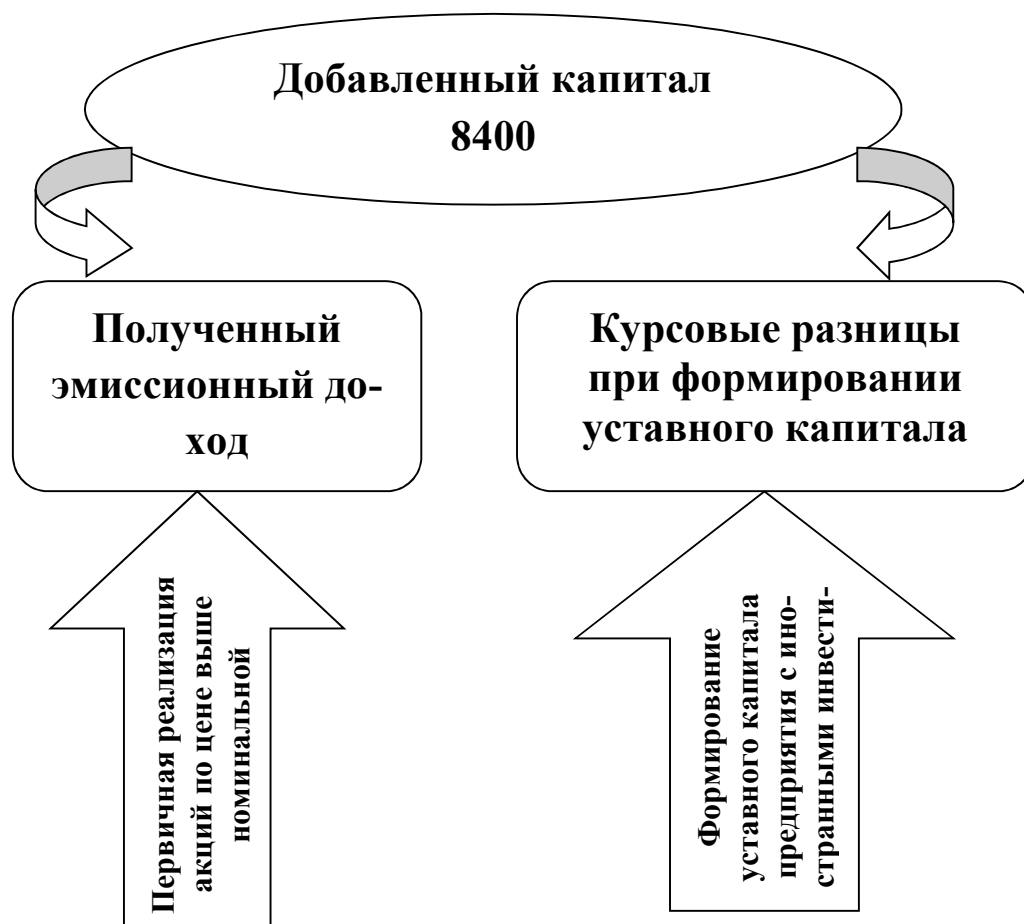 Добавленный капитал
8400
Полученный
эмиссионный до-
ход
Курсовые разницы
при формировании
уставного капитала
Первичная реализация
акций по цене выше
номинальной
Формирование
уставного капитала
предприятия с ино-
странными инвести-